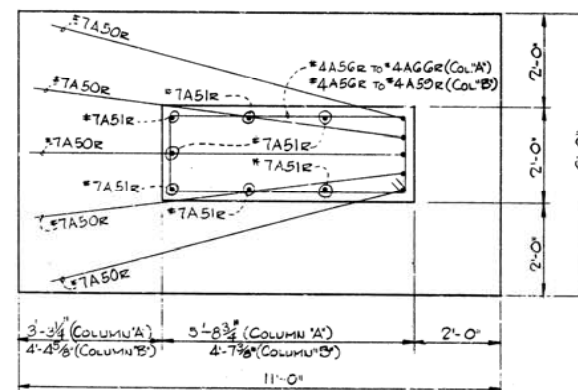 #7A50R
#7A50R
#7A51R
#4A56R TO #4A66R (COL."A")
#4A56R TO #4A59R (COL."B")
#7A51R
#7A51R
#7A50R
#7A51R
#7A51R
#7A51R
#7A50R
#7A50R
2'-0"
2'-0"
2'-0"
3'-3¼" (COLUMN "A")
4'-4⅝" (COLUMN "B")
5'-8¾" (COLUMN "A")
4'-7⅜" (COLUMN "B")
2'-0"
11'-0"